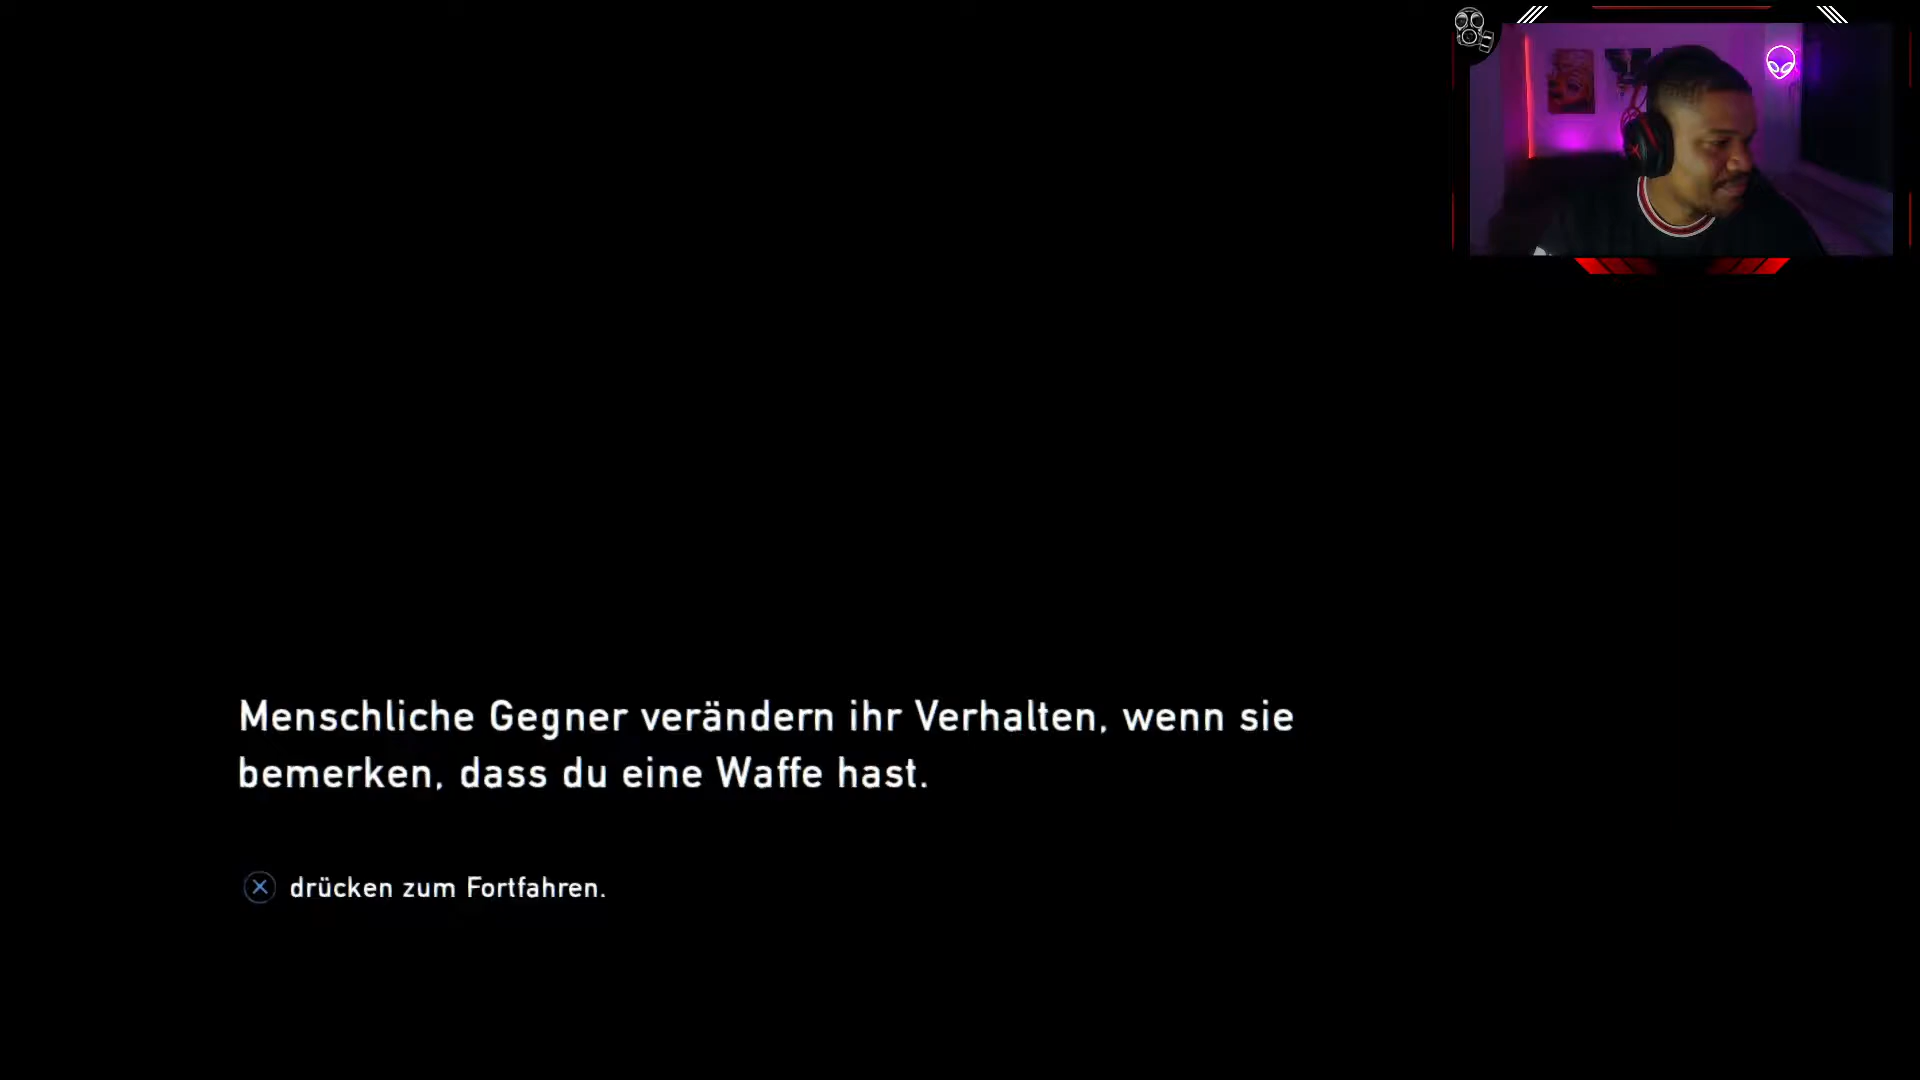 Menschliche Gegner verändern ihr Verhalten, wenn sie
bemerken, dass du eine Waffe hast.
drücken zum Fortfahren.